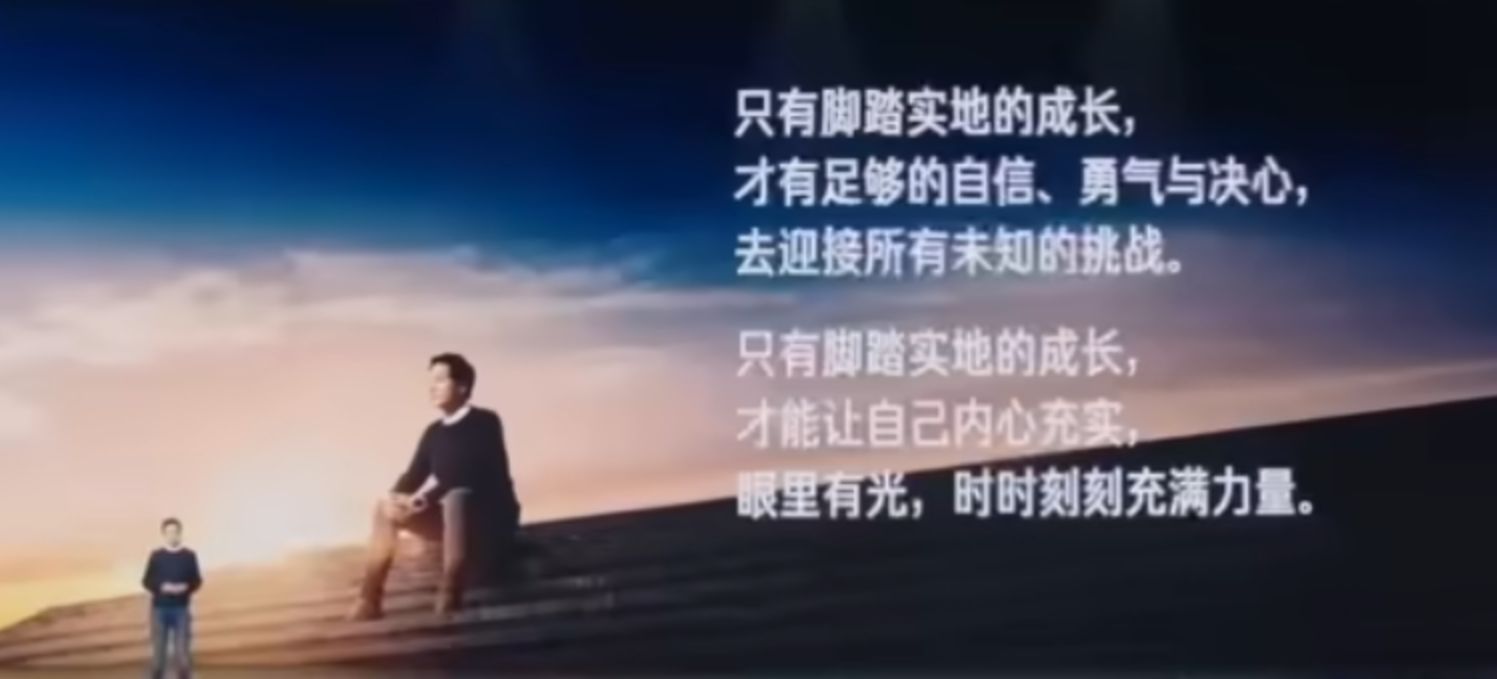 只有脚踏实地的成长，
才有足够的自信、勇气与决心，
去迎接所有未知的挑战。
只有脚踏实地的成长，
才能让自己内心充实，
眼里有光，时时刻刻充满力量。